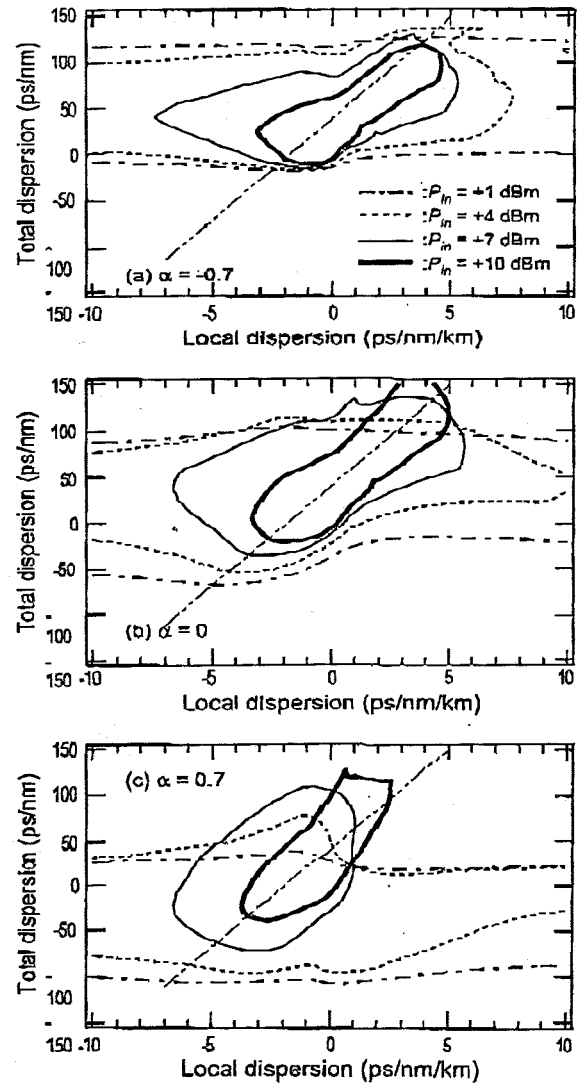 150
100
50
0
-50
100
150
Total dispersion (ps/nm)
:P_in = +1 dBm
:P_in = +4 dBm
:P_in = +7 dBm
:P_in = +10 dBm
(a) α = -0.7
-10 -5 0 5 10
Local dispersion (ps/nm/km)
150
100
50
0
-50
100
-150
Total dispersion (ps/nm)
(b) α = 0
-10 -5 0 5 10
Local dispersion (ps/nm/km)
150
100
50
0
-50
100
150
Total dispersion (ps/nm)
(c) α = 0.7
-10 -5 0 5 10
Local dispersion (ps/nm/km)